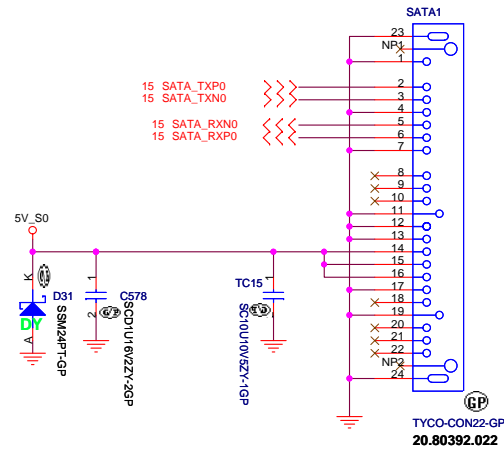 SATA1
23
NP1
1
15 SATA_TXP0
2
15 SATA_TXN0
3
4
15 SATA_RXN0
5
15 SATA_RXP0
6
7
8
9
10
11
12
5V_S0
13
14
15
16
17
18
19
20
21
22
NP2
24
K
D31
A
DY
SSM24PT-GP
1
C578
2
GP
SCD1U16V2ZY-2GP
1
TC15
SC10U10V5ZY-1GP
GP
TYCO-CON22-GP
20.80392.022